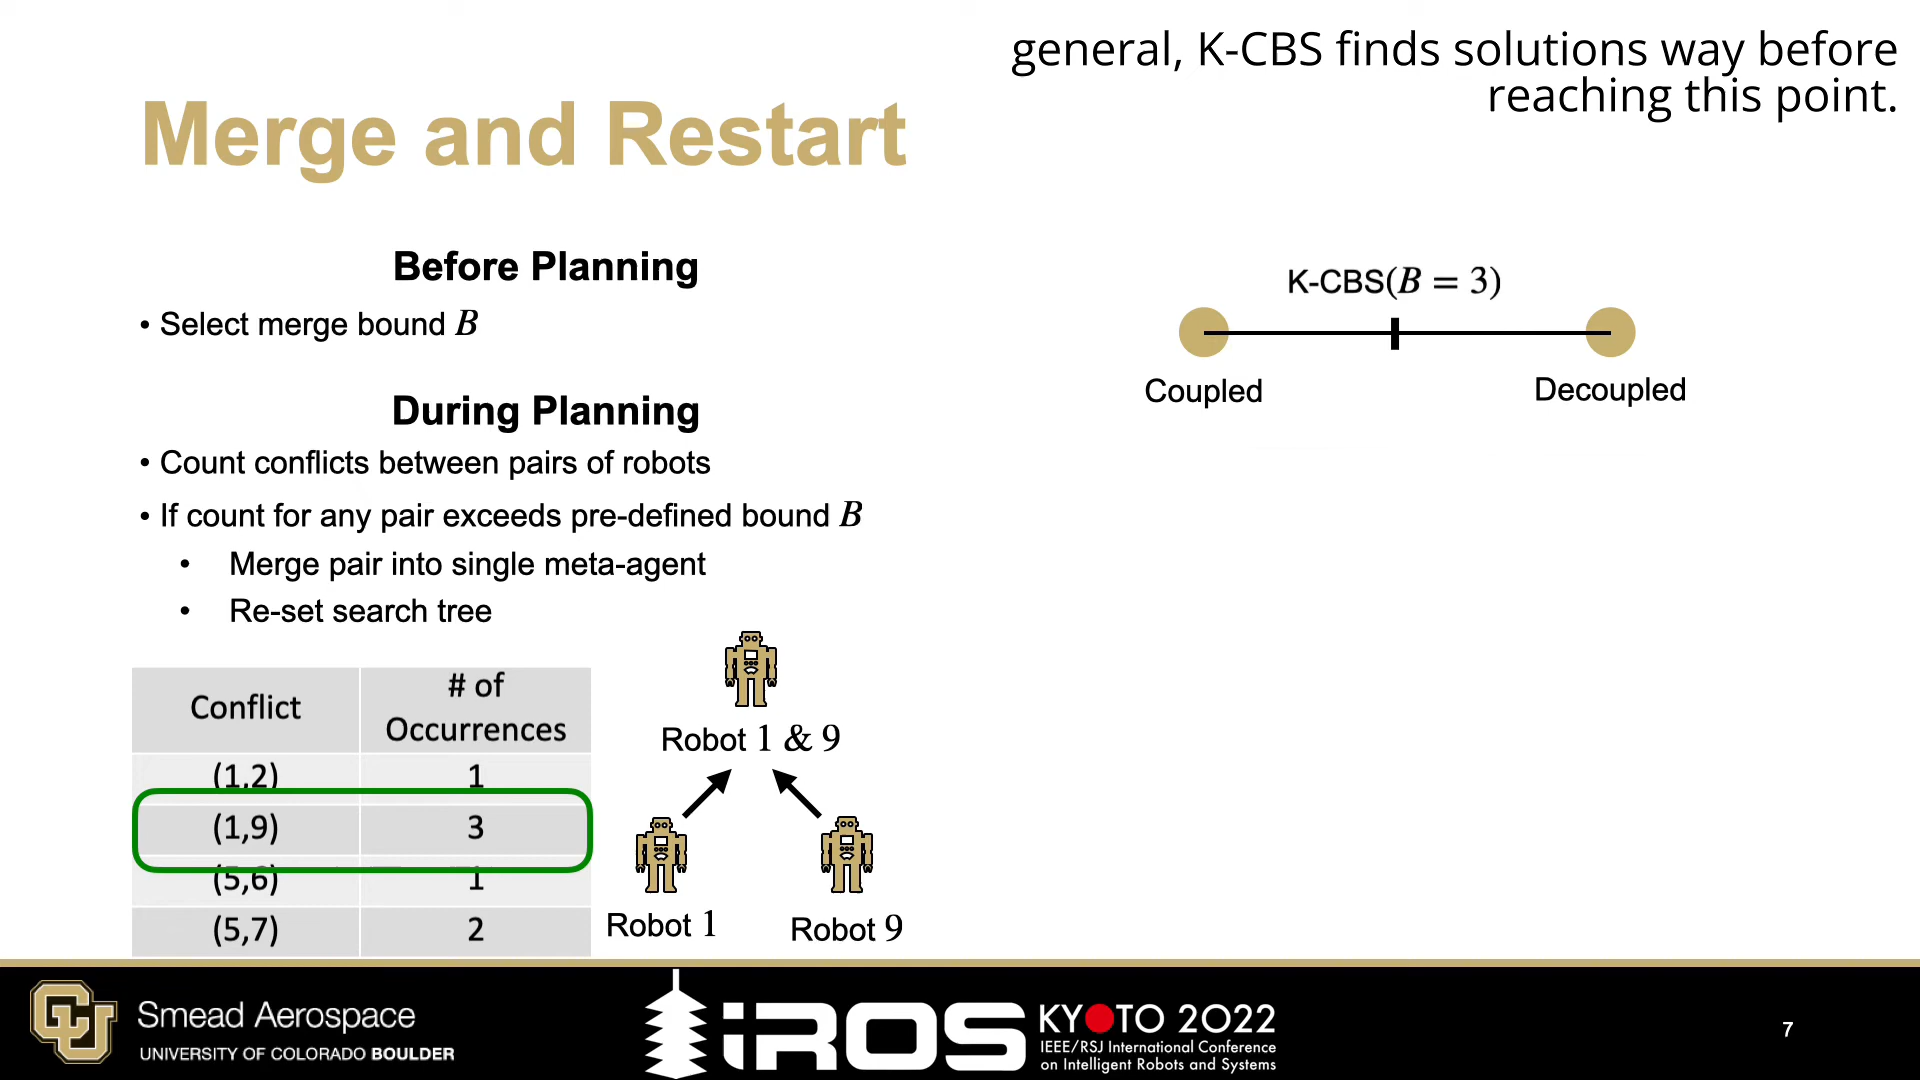 general, K-CBS finds solutions way before
reaching this point.
Merge and Restart
Before Planning
• Select merge bound B
During Planning
• Count conflicts between pairs of robots
• If count for any pair exceeds pre-defined bound B
• Merge pair into single meta-agent
• Re-set search tree
K-CBS(B = 3)
Coupled
Decoupled
Conflict
# of
Occurrences
(1,2) 1
(1,9) 3
(5,6) 1
(5,7) 2
Robot 1 & 9
Robot 1
Robot 9
CU
Smead Aerospace
UNIVERSITY OF COLORADO BOULDER
iROS
KYOTO 2022
IEEE/RSJ International Conference
on Intelligent Robots and Systems
7